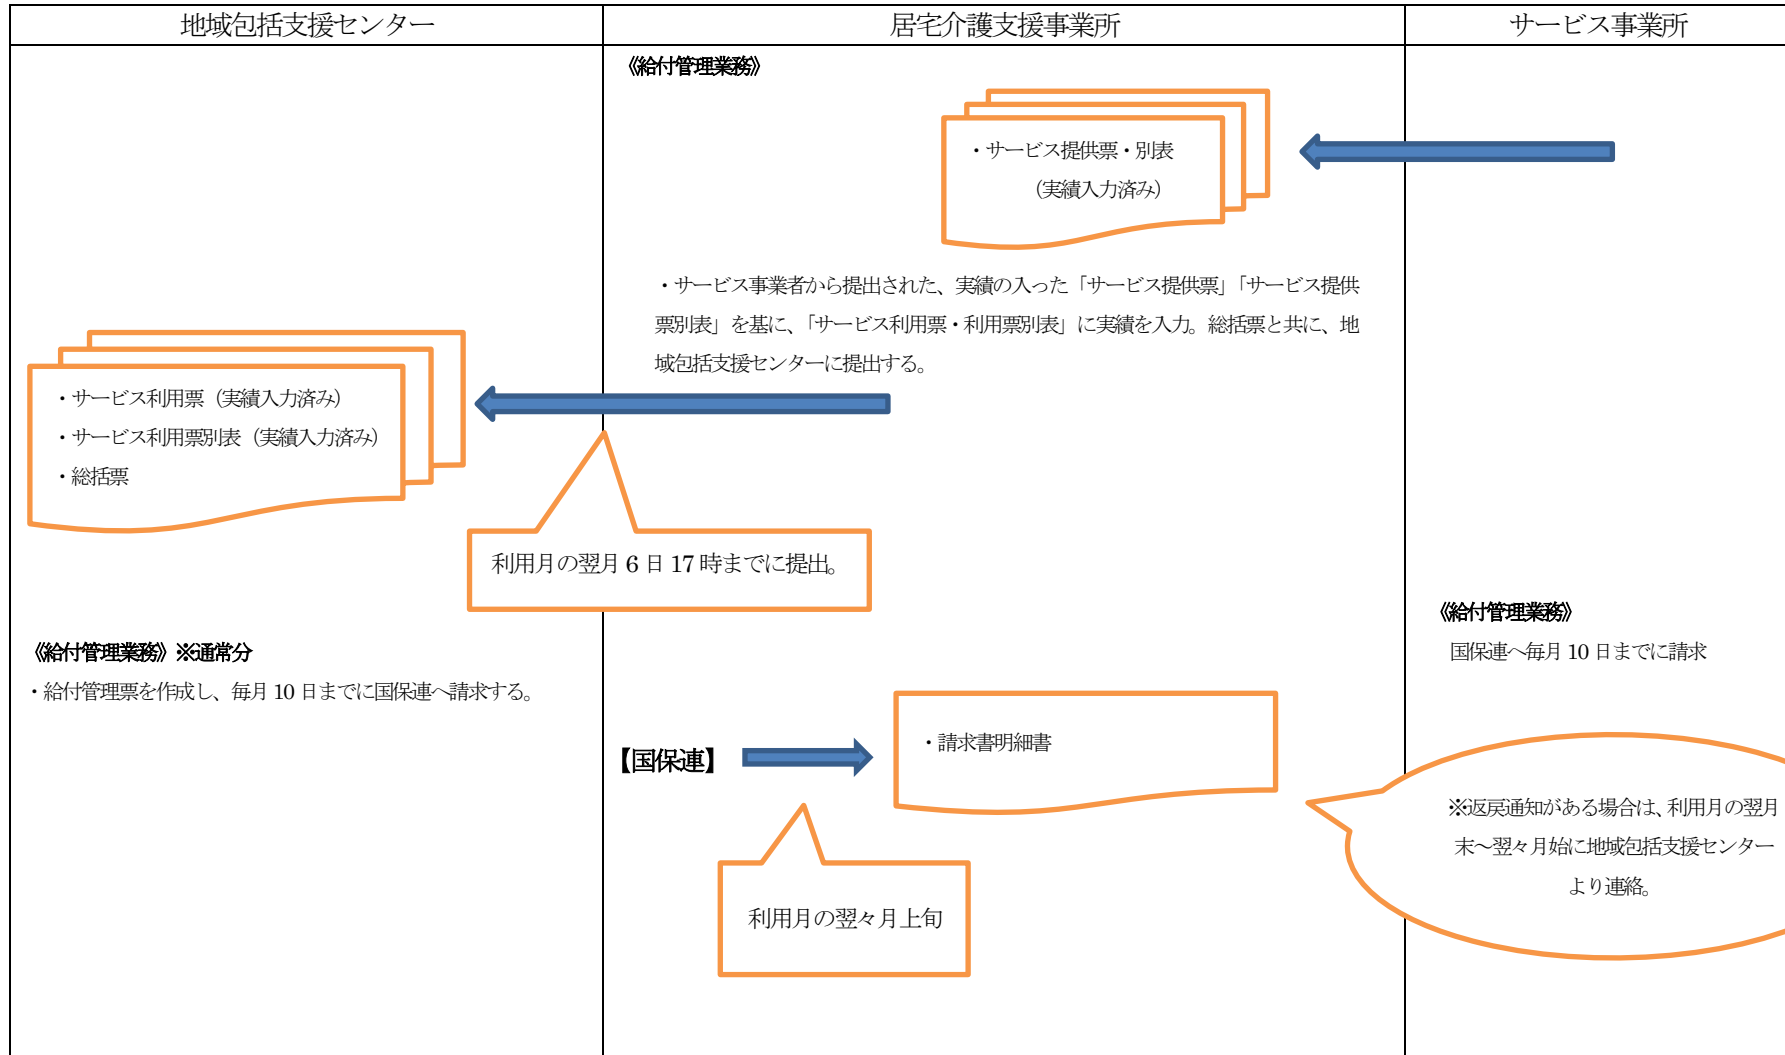 地域包括支援センター
居宅介護支援事業所
サービス事業所
《給付管理業務》
・サービス提供票・別表
（実績入力済み）
・サービス事業者から提出された、実績の入った「サービス提供票」「サービス提供
票別表」を基に、「サービス利用票・利用票別表」に実績を入力。総括票と共に、地
域包括支援センターに提出する。
・サービス利用票（実績入力済み）
・サービス利用票別表（実績入力済み）
・総括票
利用月の翌月 6 日 17 時までに提出。
《給付管理業務》
国保連へ毎月 10 日までに請求
《給付管理業務》※通常分
・給付管理票を作成し、毎月 10 日までに国保連へ請求する。
【国保連】
・請求書明細書
※返戻通知がある場合は、利用月の翌月
末～翌々月始に地域包括支援センター
より連絡。
利用月の翌々月上旬